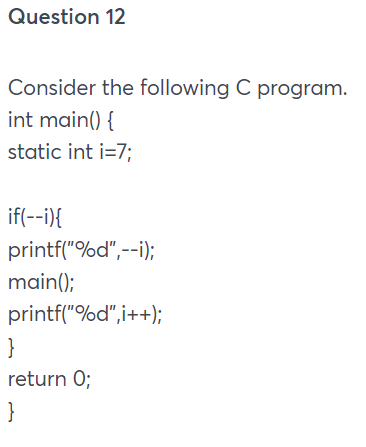 Question 12
Consider the following C program.
int main() {
static int i=7;
if(--i){
printf("%d",--i);
main();
printf("%d",i++);
}
return 0;
}